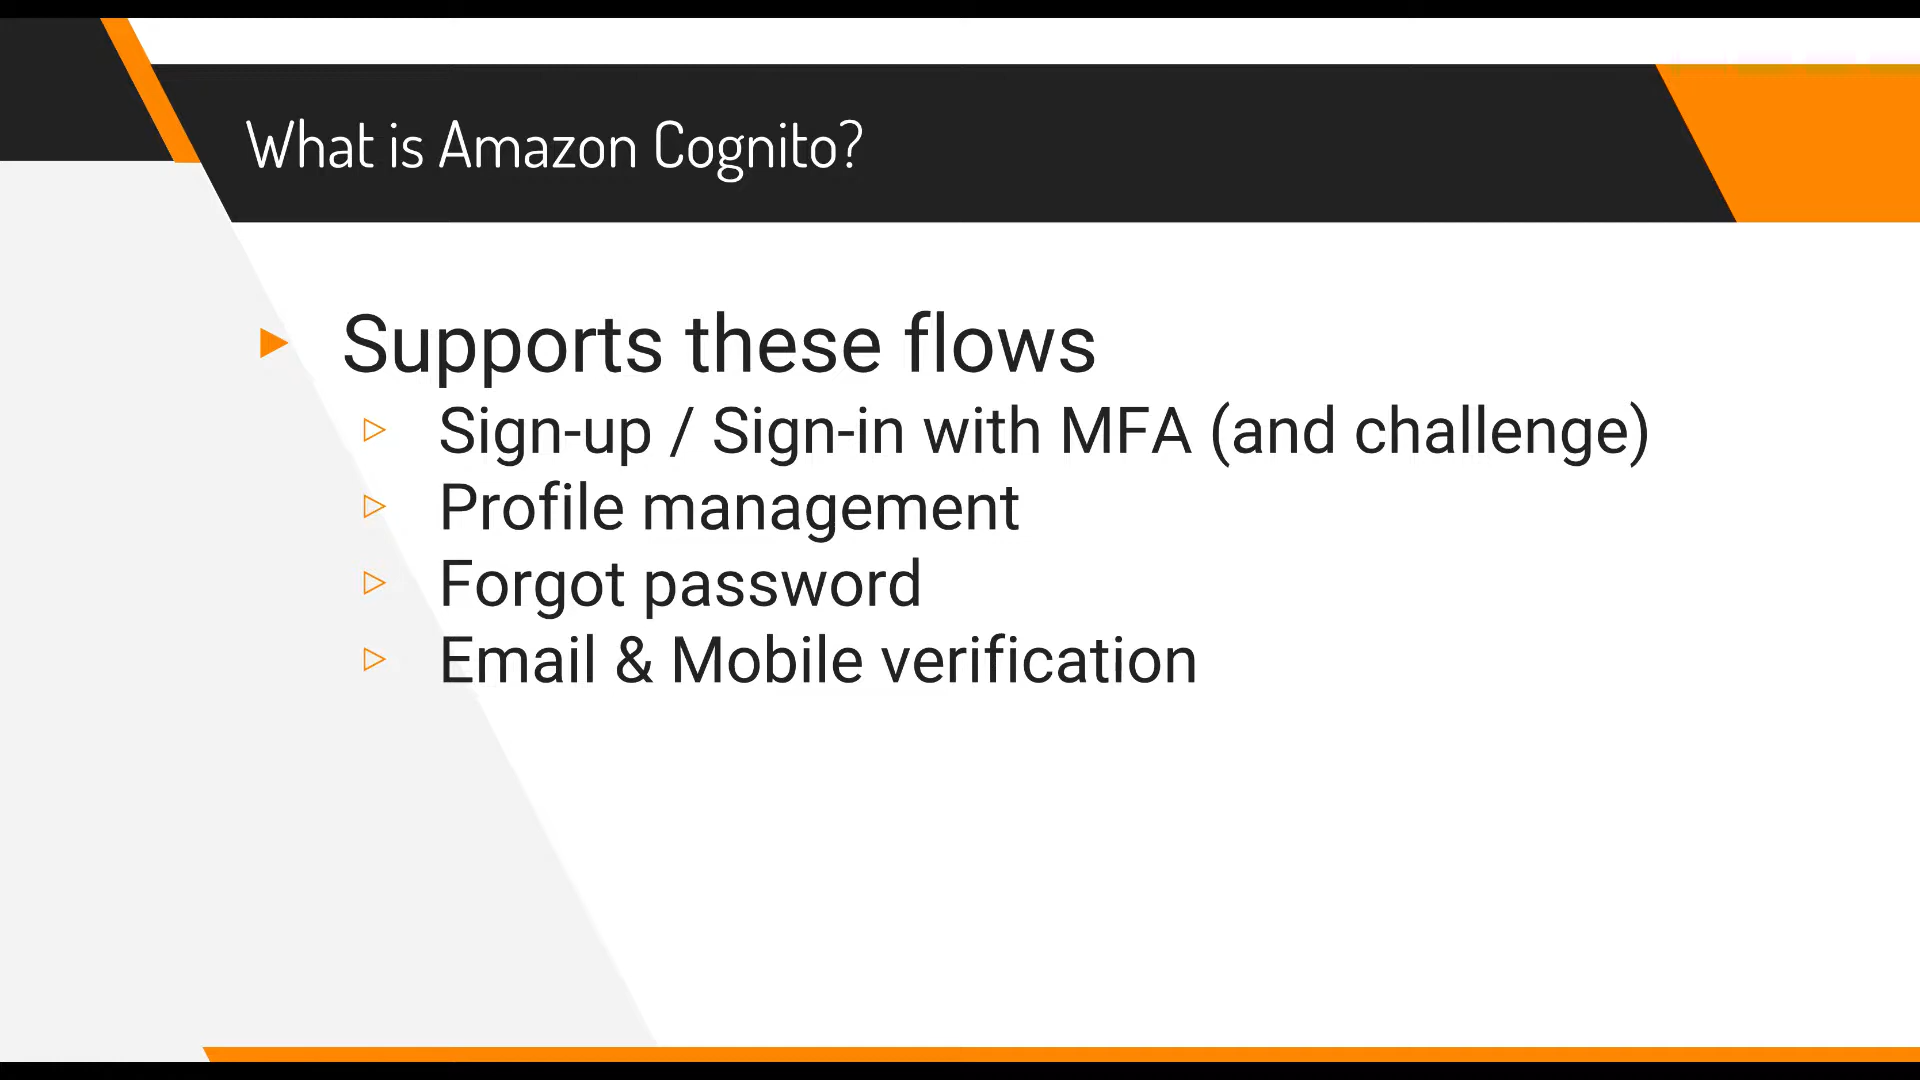 What is Amazon Cognito?
Supports these flows
Sign-up / Sign-in with MFA (and challenge)
Profile management
Forgot password
Email & Mobile verification